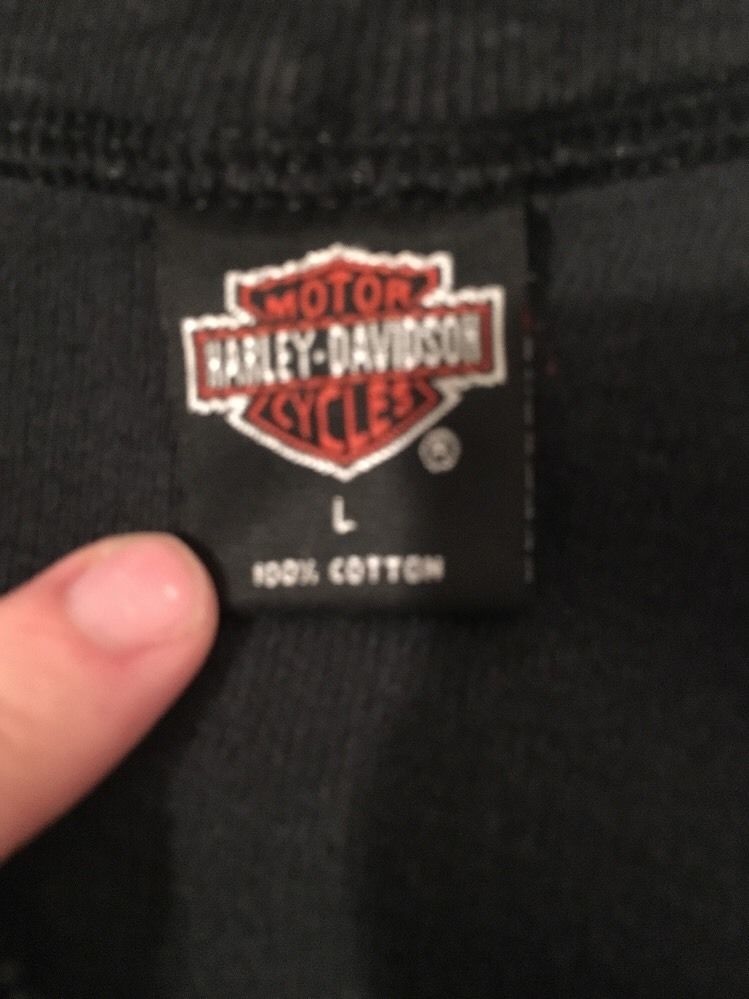 MOTOR
HARLEY-DAVIDSON
CYCLES
®
L
100% COTTON